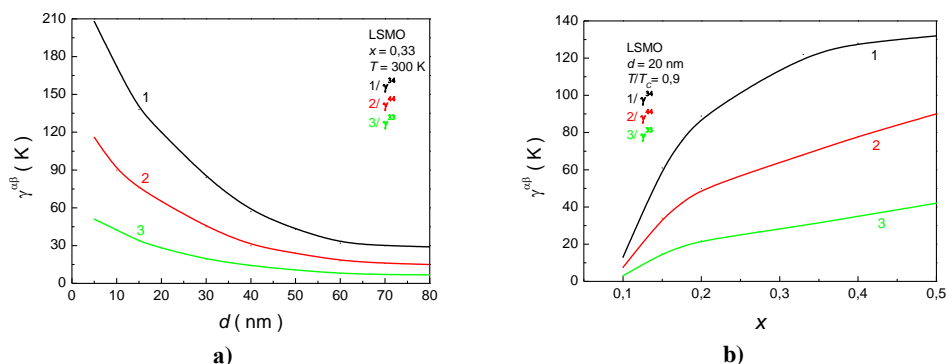 210
180
150
120
90
60
30
0
γ^αβ ( K )
0 10 20 30 40 50 60 70 80
d ( nm )
LSMO
x = 0,33
T = 300 K
1/ γ^34
2/ γ^44
3/ γ^33
1
2
3
a)
140
120
100
80
60
40
20
0
γ^αβ ( K )
0,1 0,2 0,3 0,4 0,5
x
LSMO
d = 20 nm
T/T_C= 0,9
1/ γ^34
2/ γ^44
3/ γ^33
1
2
3
b)